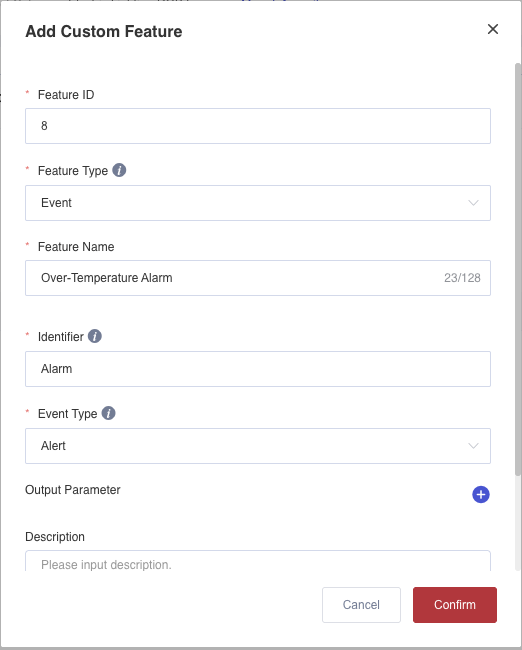 Add Custom Feature
* Feature ID
8
* Feature Type
Event
* Feature Name
Over-Temperature Alarm 23/128
* Identifier
Alarm
* Event Type
Alert
Output Parameter
Description
Please input description.
Cancel Confirm